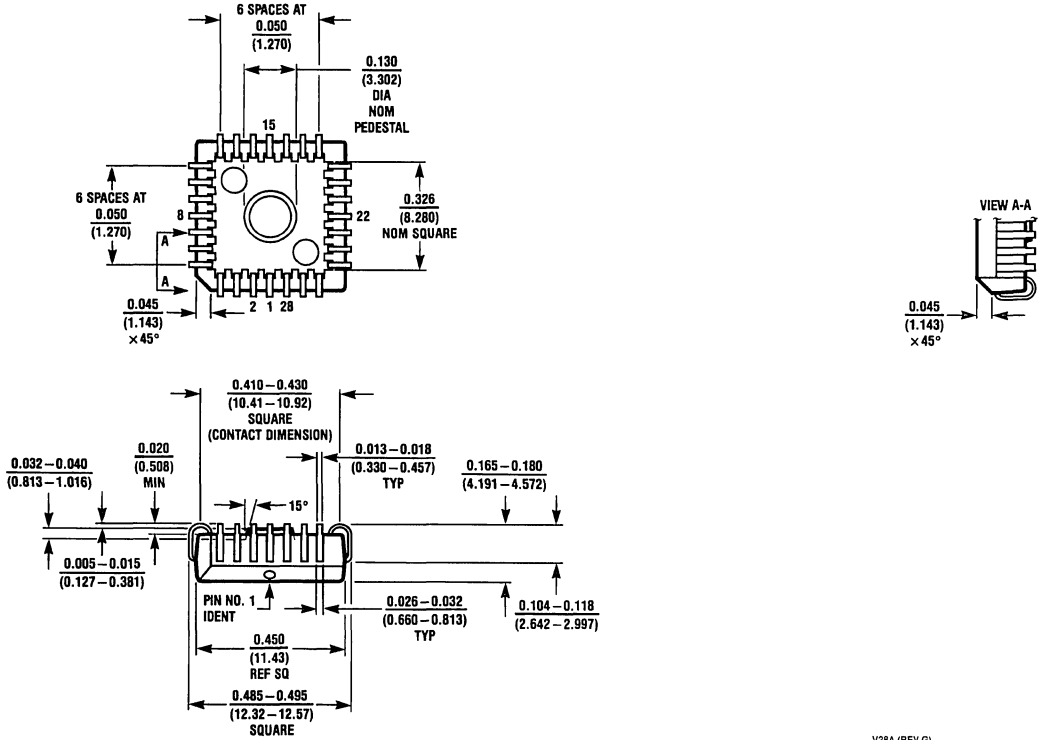 6 SPACES AT
0.050
(1.270)
0.130
(3.302)
DIA
NOM
PEDESTAL
15
6 SPACES AT
0.050
(1.270)
8
22
0.326
(8.280)
NOM SQUARE
A
A
2 1 28
0.045
(1.143)
×45°
VIEW A-A
0.045
(1.143)
×45°
0.410–0.430
(10.41–10.92)
SQUARE
(CONTACT DIMENSION)
0.032–0.040
(0.813–1.016)
0.020
(0.508)
MIN
0.013–0.018
(0.330–0.457)
TYP
0.165–0.180
(4.191–4.572)
15°
0.005–0.015
(0.127–0.381)
PIN NO. 1
IDENT
0.026–0.032
(0.660–0.813)
TYP
0.104–0.118
(2.642–2.997)
0.450
(11.43)
REF SQ
0.485–0.495
(12.32–12.57)
SQUARE
V28A (REV G)